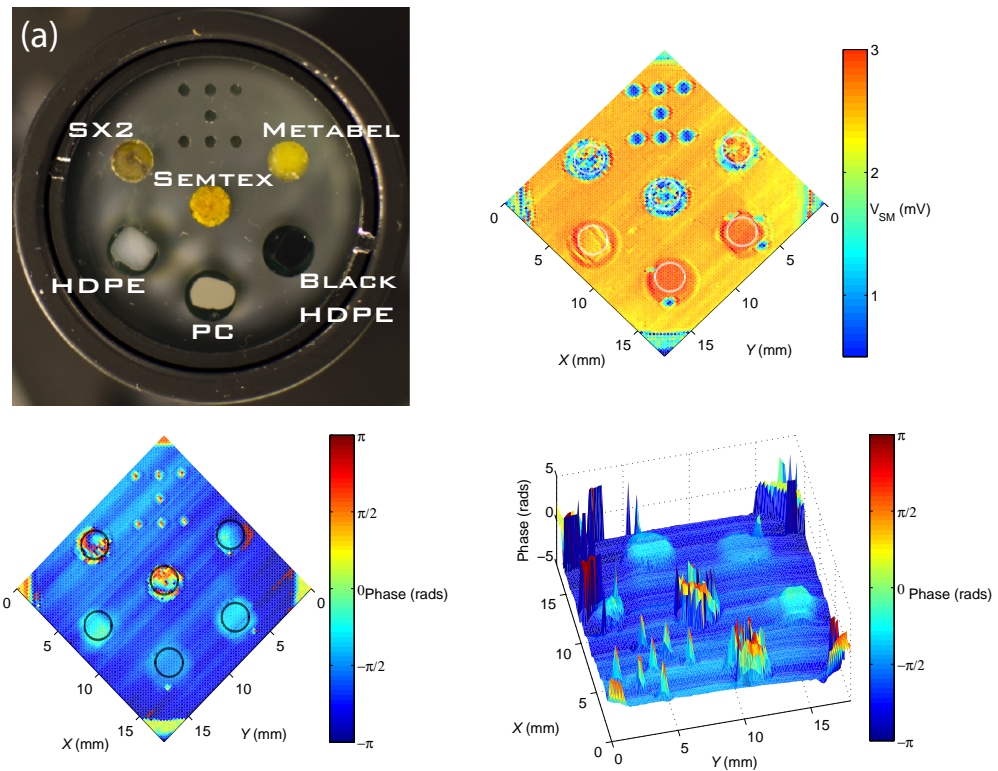 (a)
SX2
METABEL
SEMTEX
HDPE
BLACK
HDPE
PC
3
2
1
V_SM (mV)
0
5
10
15
X (mm)
0
5
10
15
Y (mm)
π
π/2
0
−π/2
−π
Phase (rads)
0
5
10
15
X (mm)
0
5
10
15
Y (mm)
5
0
−5
Phase (rads)
π
π/2
0
−π/2
−π
Phase (rads)
15
10
5
0
X (mm)
0
5
10
15
Y (mm)